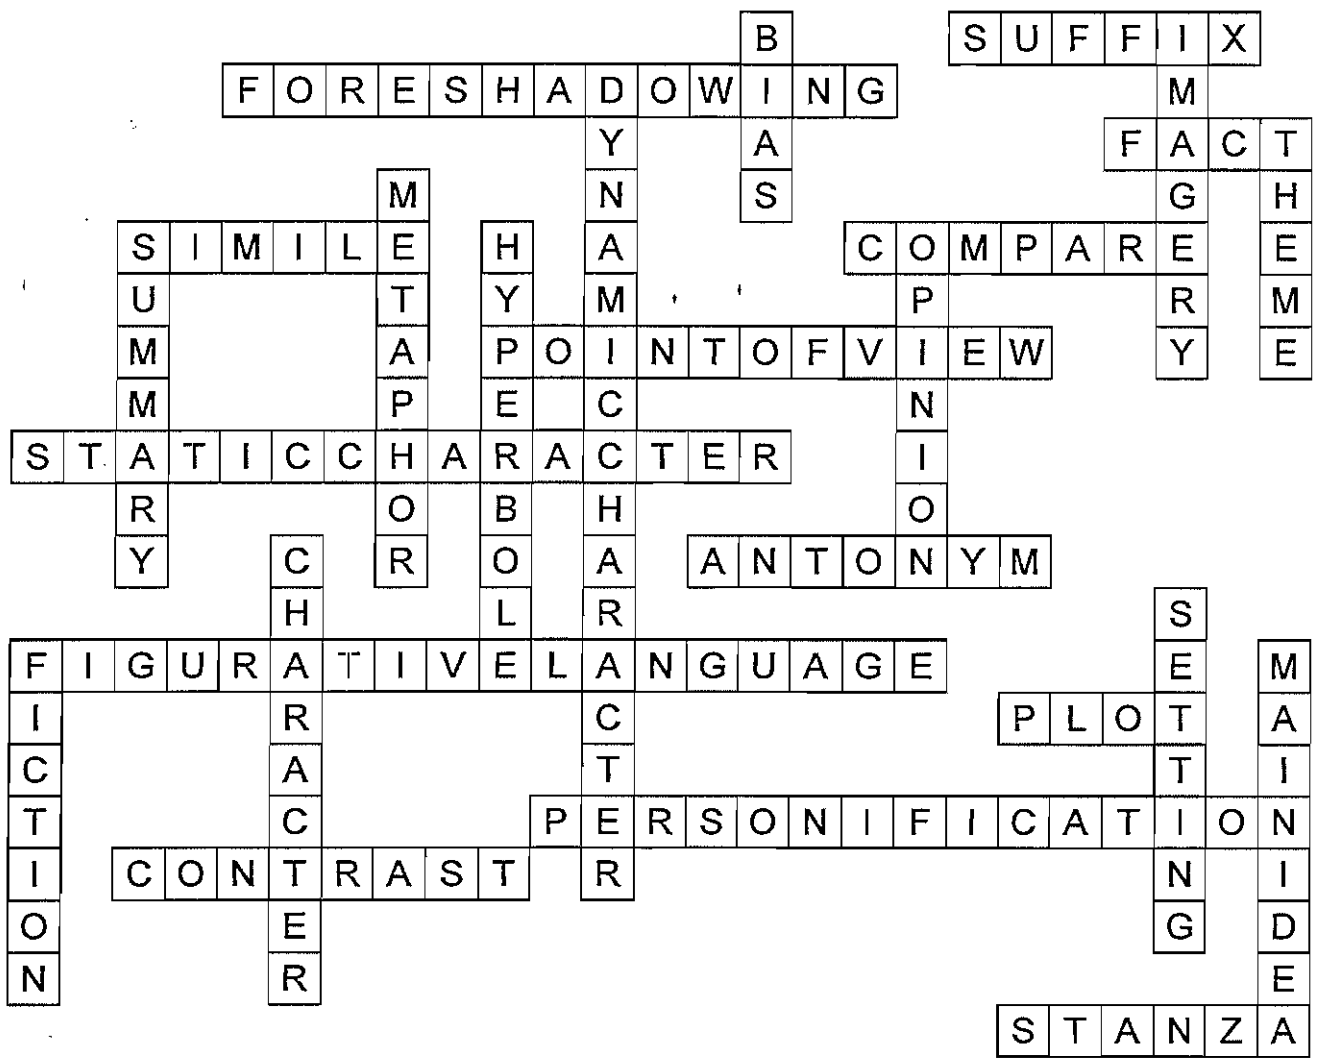 BIAS
SUFFIX
IMAGERY
FORESHADOWING
DYNAMICCHARACTER
FACT
THEME
METAPHOR
SIMILE
SUMMARY
HYPERBOLE
COMPARE
OPINION
POINTOFVIEW
STATICCHARACTER
CHARACTER
ANTONYM
SETTING
FIGURATIVELANGUAGE
FICTION
MAINIDEA
PLOT
PERSONIFICATION
CONTRAST
STANZA